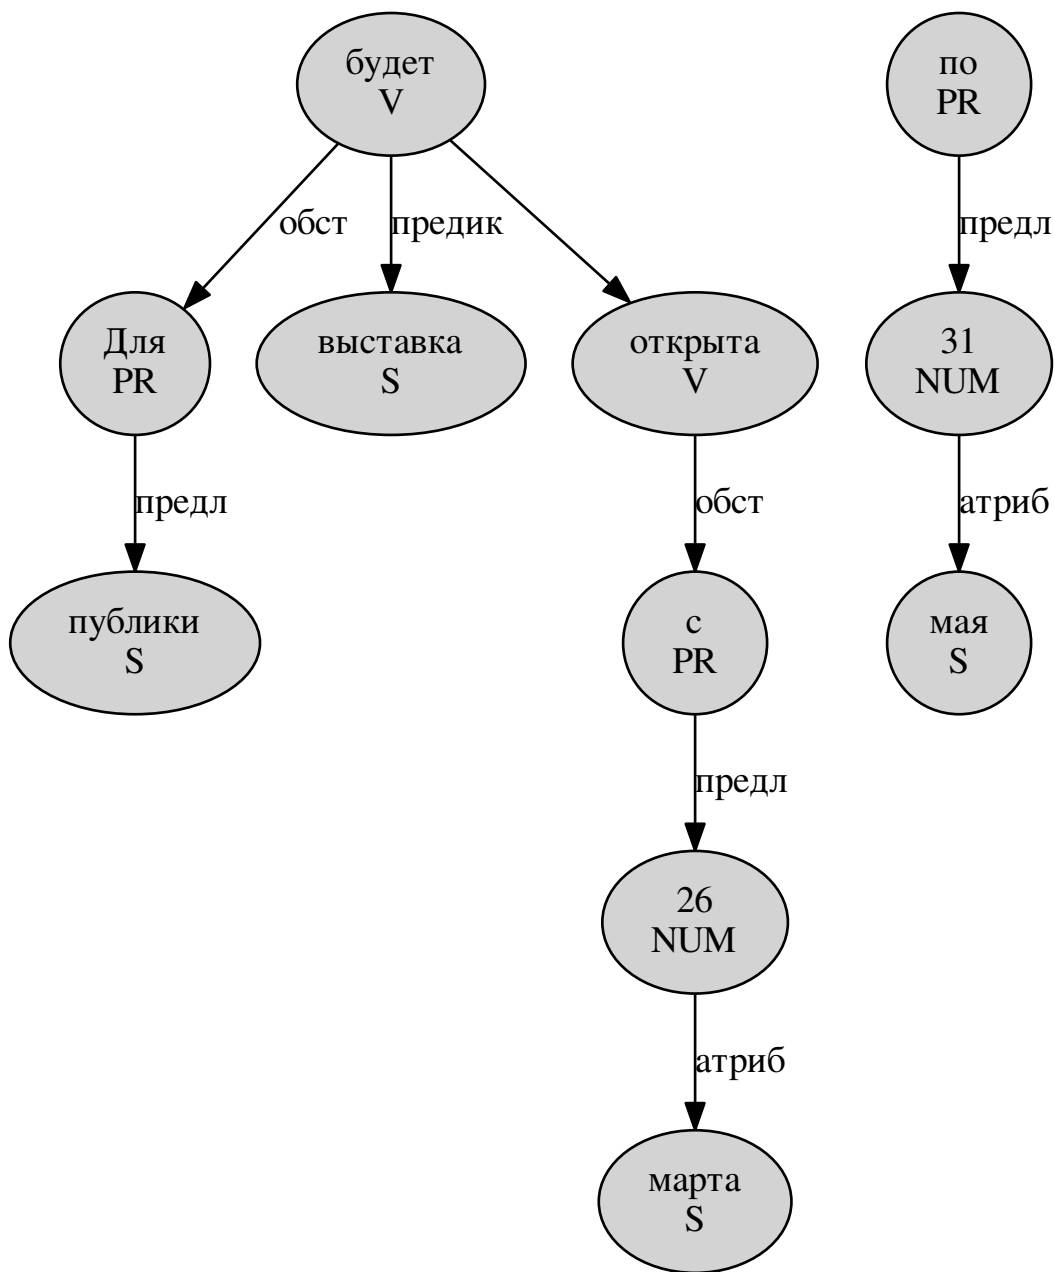 будет
V
по
PR
обст
предик
предл
Для
PR
выставка
S
открыта
V
31
NUM
предл
обст
атриб
публики
S
с
PR
мая
S
предл
26
NUM
атриб
марта
S